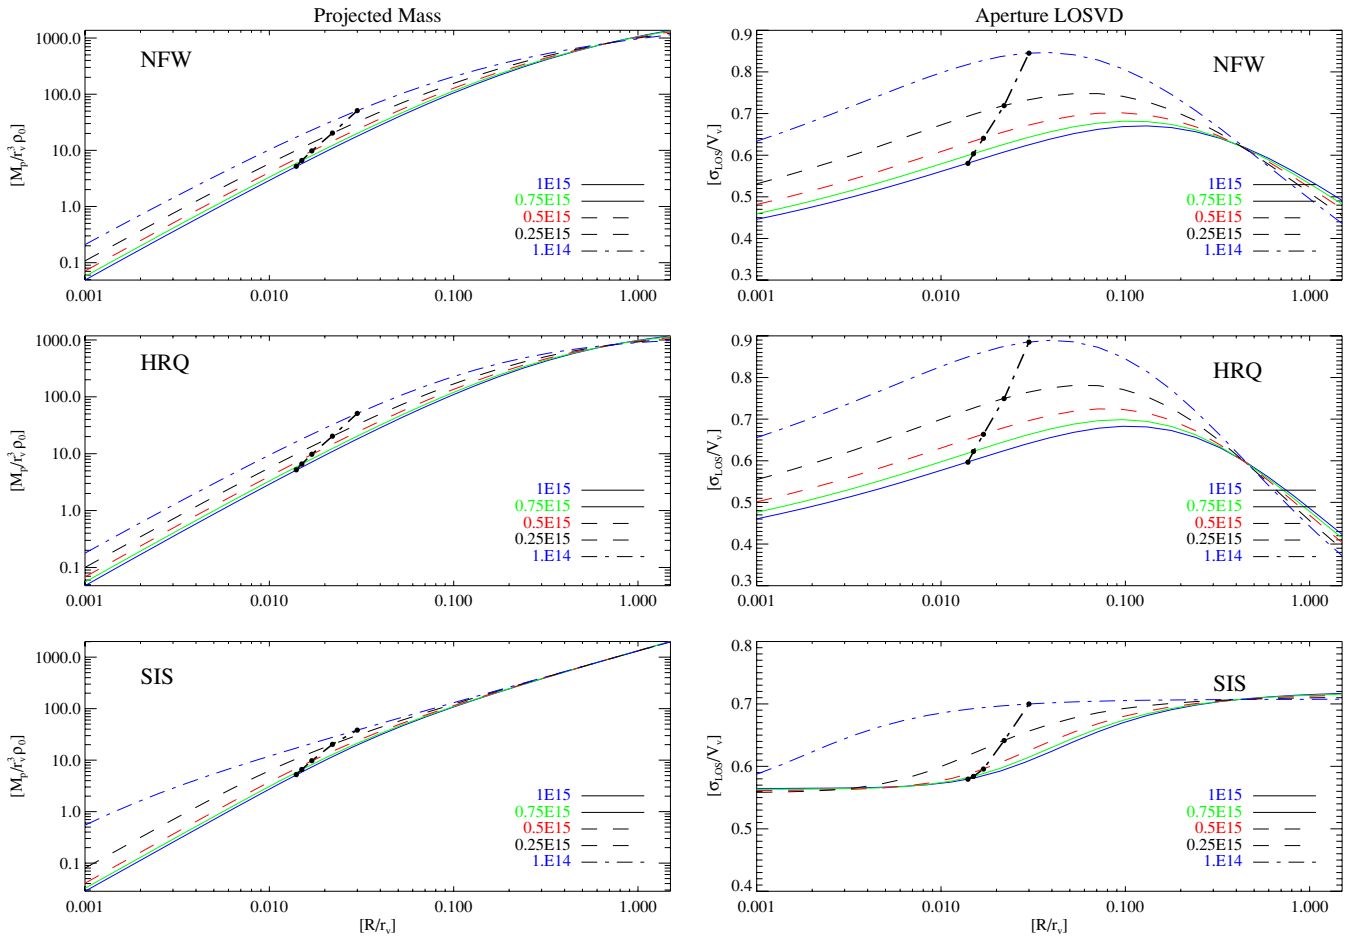 Projected Mass
Aperture LOSVD
1000.0
100.0
10.0
1.0
0.1
[M_p/r_v^3 ρ_0]
NFW
1E15
0.75E15
0.5E15
0.25E15
1.E14
0.001
0.010
0.100
1.000
0.9
0.8
0.7
0.6
0.5
0.4
0.3
[σ_LOS/V_v]
NFW
1E15
0.75E15
0.5E15
0.25E15
1.E14
0.001
0.010
0.100
1.000
1000.0
100.0
10.0
1.0
0.1
[M_p/r_v^3 ρ_0]
HRQ
1E15
0.75E15
0.5E15
0.25E15
1.E14
0.001
0.010
0.100
1.000
0.9
0.8
0.7
0.6
0.5
0.4
0.3
[σ_LOS/V_v]
HRQ
1E15
0.75E15
0.5E15
0.25E15
1.E14
0.001
0.010
0.100
1.000
1000.0
100.0
10.0
1.0
0.1
[M_p/r_v^3 ρ_0]
SIS
1E15
0.75E15
0.5E15
0.25E15
1.E14
0.001
0.010
0.100
1.000
[R/r_v]
0.8
0.7
0.6
0.5
0.4
[σ_LOS/V_v]
SIS
1E15
0.75E15
0.5E15
0.25E15
1.E14
0.001
0.010
0.100
1.000
[R/r_v]